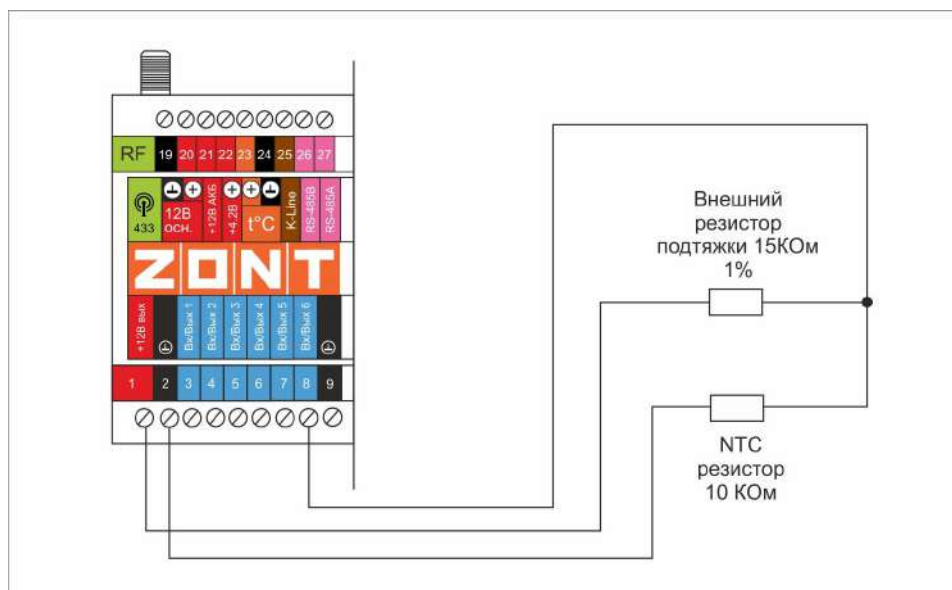 RF 19 20 21 22 23 24 25 26 27
433
12В
осн.
+12В АКБ
+4.2В
t°C
K-Line
RS-485B
RS-485A
ZONT
+12В вых
Вх/Вых 1
Вх/Вых 2
Вх/Вых 3
Вх/Вых 4
Вх/Вых 5
Вх/Вых 6
1 2 3 4 5 6 7 8 9
Внешний
резистор
подтяжки 15КОм
1%
NTC
резистор
10 КОм